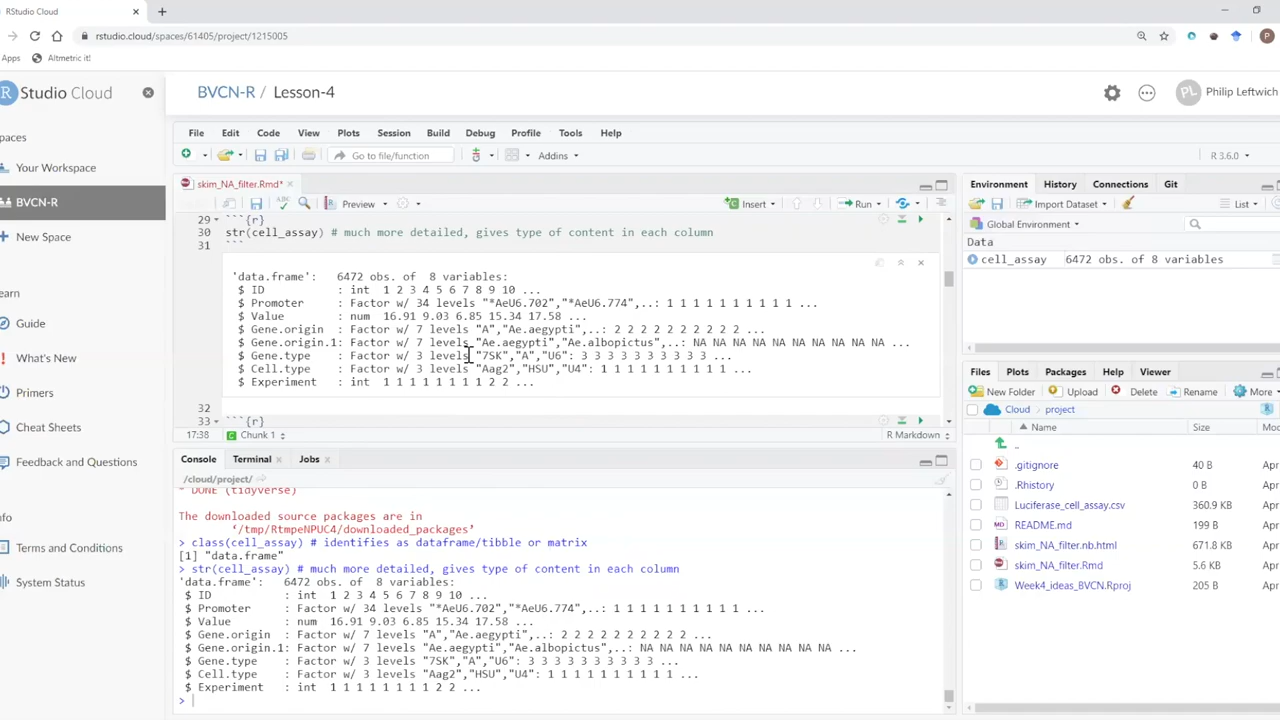 RStudio Cloud
rstudio.cloud/spaces/61405/project/1215005
P
Apps Altmetric it!
R Studio Cloud
BVCN-R / Lesson-4
PL Philip Leftwich
paces
Your Workspace
BVCN-R
New Space
earn
Guide
What's New
Primers
Cheat Sheets
Feedback and Questions
nfo
Terms and Conditions
System Status
File Edit Code View Plots Session Build Debug Profile Tools Help
Go to file/function Addins R 3.6.0
skim_NA_filter.Rmd*
Preview Insert Run
29 ```{r}
30 str(cell_assay) # much more detailed, gives type of content in each column
31 ```
'data.frame': 6472 obs. of 8 variables:
$ ID : int 1 2 3 4 5 6 7 8 9 10 ...
$ Promoter : Factor w/ 34 levels "*AeU6.702","*AeU6.774",..: 1 1 1 1 1 1 1 1 1 1 ...
$ Value : num 16.91 9.03 6.85 15.34 17.58 ...
$ Gene.origin : Factor w/ 7 levels "A","Ae.aegypti",..: 2 2 2 2 2 2 2 2 2 2 ...
$ Gene.origin.1: Factor w/ 7 levels "Ae.aegypti","Ae.albopictus",..: NA NA NA NA NA NA NA NA NA NA ...
$ Gene.type : Factor w/ 3 levels "7SK","A","U6": 3 3 3 3 3 3 3 3 3 3 ...
$ Cell.type : Factor w/ 3 levels "Aag2","HSU","U4": 1 1 1 1 1 1 1 1 1 1 ...
$ Experiment : int 1 1 1 1 1 1 1 1 2 2 ...
32
33 ```{r}
17:38 Chunk 1 R Markdown
Console Terminal Jobs
/cloud/project/
* DONE (tidyverse)
The downloaded source packages are in
‘/tmp/RtmpeNPUC4/downloaded_packages’
> class(cell_assay) # identifies as dataframe/tibble or matrix
[1] "data.frame"
> str(cell_assay) # much more detailed, gives type of content in each column
'data.frame': 6472 obs. of 8 variables:
$ ID : int 1 2 3 4 5 6 7 8 9 10 ...
$ Promoter : Factor w/ 34 levels "*AeU6.702","*AeU6.774",..: 1 1 1 1 1 1 1 1 1 1 ...
$ Value : num 16.91 9.03 6.85 15.34 17.58 ...
$ Gene.origin : Factor w/ 7 levels "A","Ae.aegypti",..: 2 2 2 2 2 2 2 2 2 2 ...
$ Gene.origin.1: Factor w/ 7 levels "Ae.aegypti","Ae.albopictus",..: NA NA NA NA NA NA NA NA NA NA ...
$ Gene.type : Factor w/ 3 levels "7SK","A","U6": 3 3 3 3 3 3 3 3 3 3 ...
$ Cell.type : Factor w/ 3 levels "Aag2","HSU","U4": 1 1 1 1 1 1 1 1 1 1 ...
$ Experiment : int 1 1 1 1 1 1 1 1 2 2 ...
>
Environment History Connections Git
Import Dataset List
Global Environment
Data
cell_assay 6472 obs. of 8 variables
Files Plots Packages Help Viewer
New Folder Upload Delete Rename More
Cloud project
Name Size Moc
..
.gitignore 40 B Apr
.Rhistory 0 B Apr
Luciferase_cell_assay.csv 360.9 KB Apr
README.md 199 B Apr
skim_NA_filter.nb.html 671.8 KB Apr
skim_NA_filter.Rmd 5.6 KB Apr
Week4_ideas_BVCN.Rproj 205 B Apr